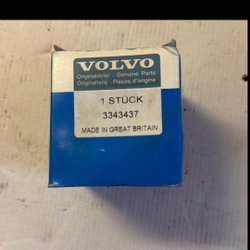 VOLVO
Originaldelar - Genuine Parts
Originalteile - Pièces d'origine
1 STÜCK
3343437
MADE IN GREAT BRITAIN